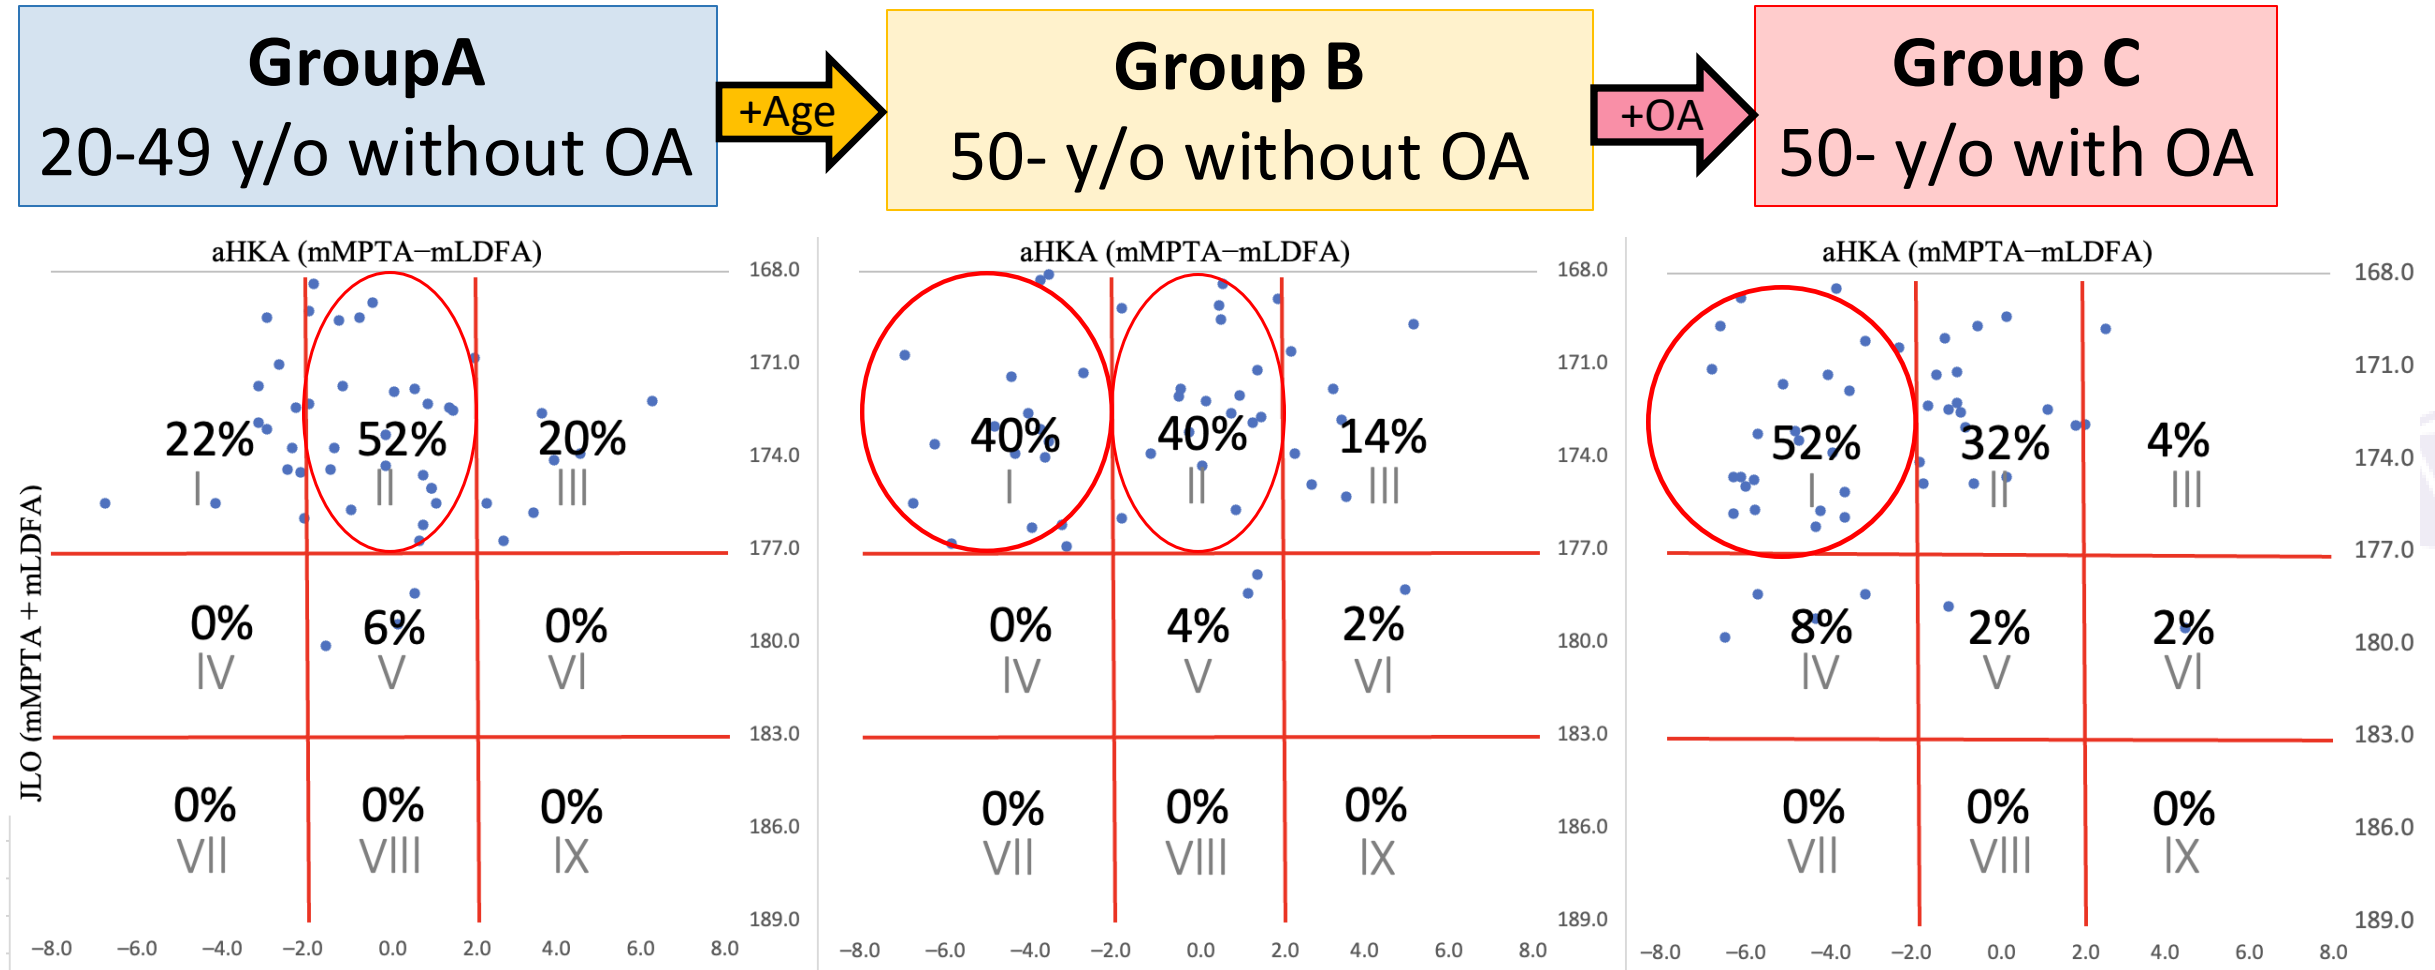 GroupA
20-49 y/o without OA
+Age
Group B
50- y/o without OA
+OA
Group C
50- y/o with OA
aHKA (mMPTA−mLDFA)
JLO (mMPTA + mLDFA)
168.0
171.0
174.0
177.0
180.0
183.0
186.0
189.0
22%
I
52%
II
20%
III
0%
IV
6%
V
0%
VI
0%
VII
0%
VIII
0%
IX
−8.0 −6.0 −4.0 −2.0 0.0 2.0 4.0 6.0 8.0
aHKA (mMPTA−mLDFA)
168.0
171.0
174.0
177.0
180.0
183.0
186.0
189.0
40%
I
40%
II
14%
III
0%
IV
4%
V
2%
VI
0%
VII
0%
VIII
0%
IX
−8.0 −6.0 −4.0 −2.0 0.0 2.0 4.0 6.0 8.0
aHKA (mMPTA−mLDFA)
168.0
171.0
174.0
177.0
180.0
183.0
186.0
189.0
52%
I
32%
II
4%
III
8%
IV
2%
V
2%
VI
0%
VII
0%
VIII
0%
IX
−8.0 −6.0 −4.0 −2.0 0.0 2.0 4.0 6.0 8.0